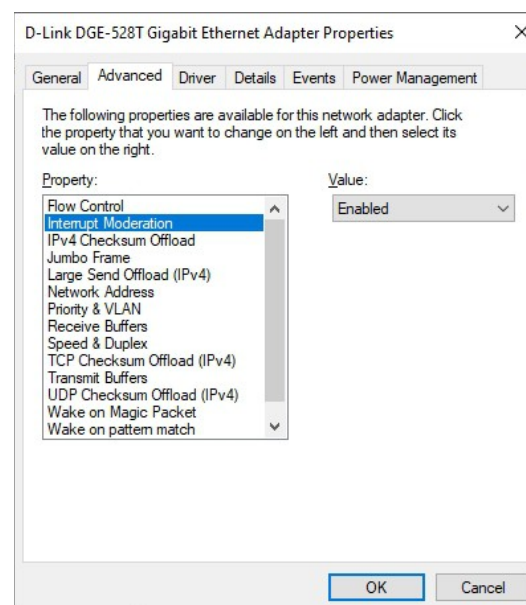 D-Link DGE-528T Gigabit Ethernet Adapter Properties
General Advanced Driver Details Events Power Management
The following properties are available for this network adapter. Click
the property that you want to change on the left and then select its
value on the right.
Property: Value:
Flow Control Enabled
Interrupt Moderation
IPv4 Checksum Offload
Jumbo Frame
Large Send Offload (IPv4)
Network Address
Priority & VLAN
Receive Buffers
Speed & Duplex
TCP Checksum Offload (IPv4)
Transmit Buffers
UDP Checksum Offload (IPv4)
Wake on Magic Packet
Wake on pattern match
OK Cancel